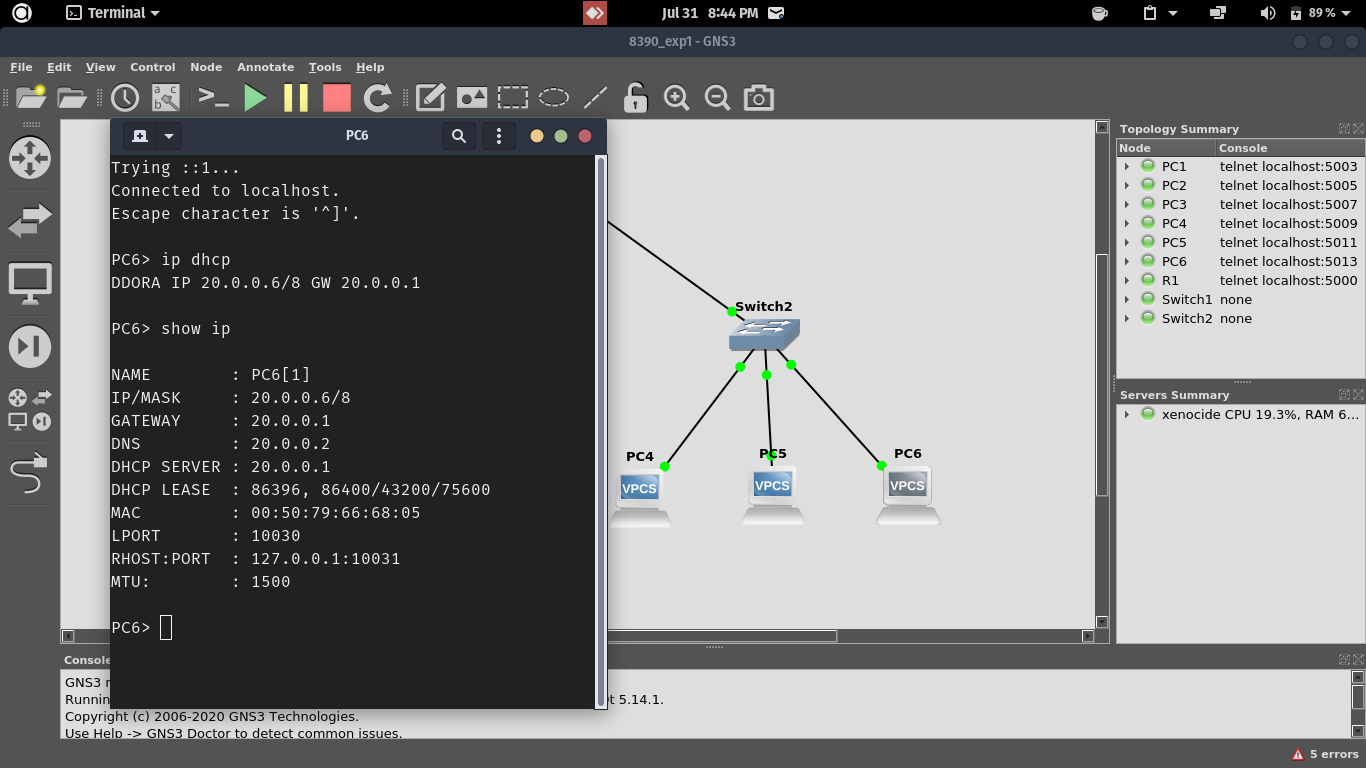 Terminal
Jul 31 8:44 PM
89 %
8390_exp1 - GNS3
File Edit View Control Node Annotate Tools Help
PC6
Trying ::1...
Connected to localhost.
Escape character is '^]'.
PC6> ip dhcp
DDORA IP 20.0.0.6/8 GW 20.0.0.1
PC6> show ip
NAME : PC6[1]
IP/MASK : 20.0.0.6/8
GATEWAY : 20.0.0.1
DNS : 20.0.0.2
DHCP SERVER : 20.0.0.1
DHCP LEASE : 86396, 86400/43200/75600
MAC : 00:50:79:66:68:05
LPORT : 10030
RHOST:PORT : 127.0.0.1:10031
MTU: : 1500
PC6>
Switch2
PC4
PC5
PC6
VPCS
VPCS
VPCS
Topology Summary
Node Console
PC1 telnet localhost:5003
PC2 telnet localhost:5005
PC3 telnet localhost:5007
PC4 telnet localhost:5009
PC5 telnet localhost:5011
PC6 telnet localhost:5013
R1 telnet localhost:5000
Switch1 none
Switch2 none
Servers Summary
xenocide CPU 19.3%, RAM 6...
Console
GNS3
Runnin
t 5.14.1.
Copyright (c) 2006-2020 GNS3 Technologies.
Use Help -> GNS3 Doctor to detect common issues.
5 errors